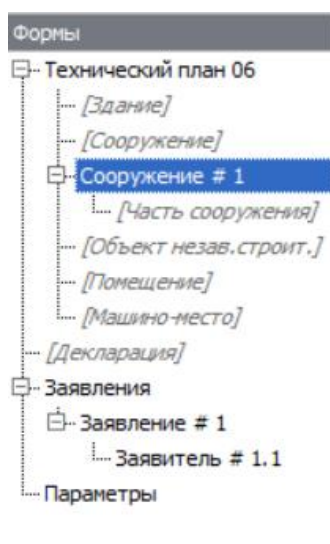 Формы
Технический план 06
[Здание]
[Сооружение]
Сооружение # 1
[Часть сооружения]
[Объект незав.строит.]
[Помещение]
[Машино-место]
[Декларация]
Заявления
Заявление # 1
Заявитель # 1.1
Параметры